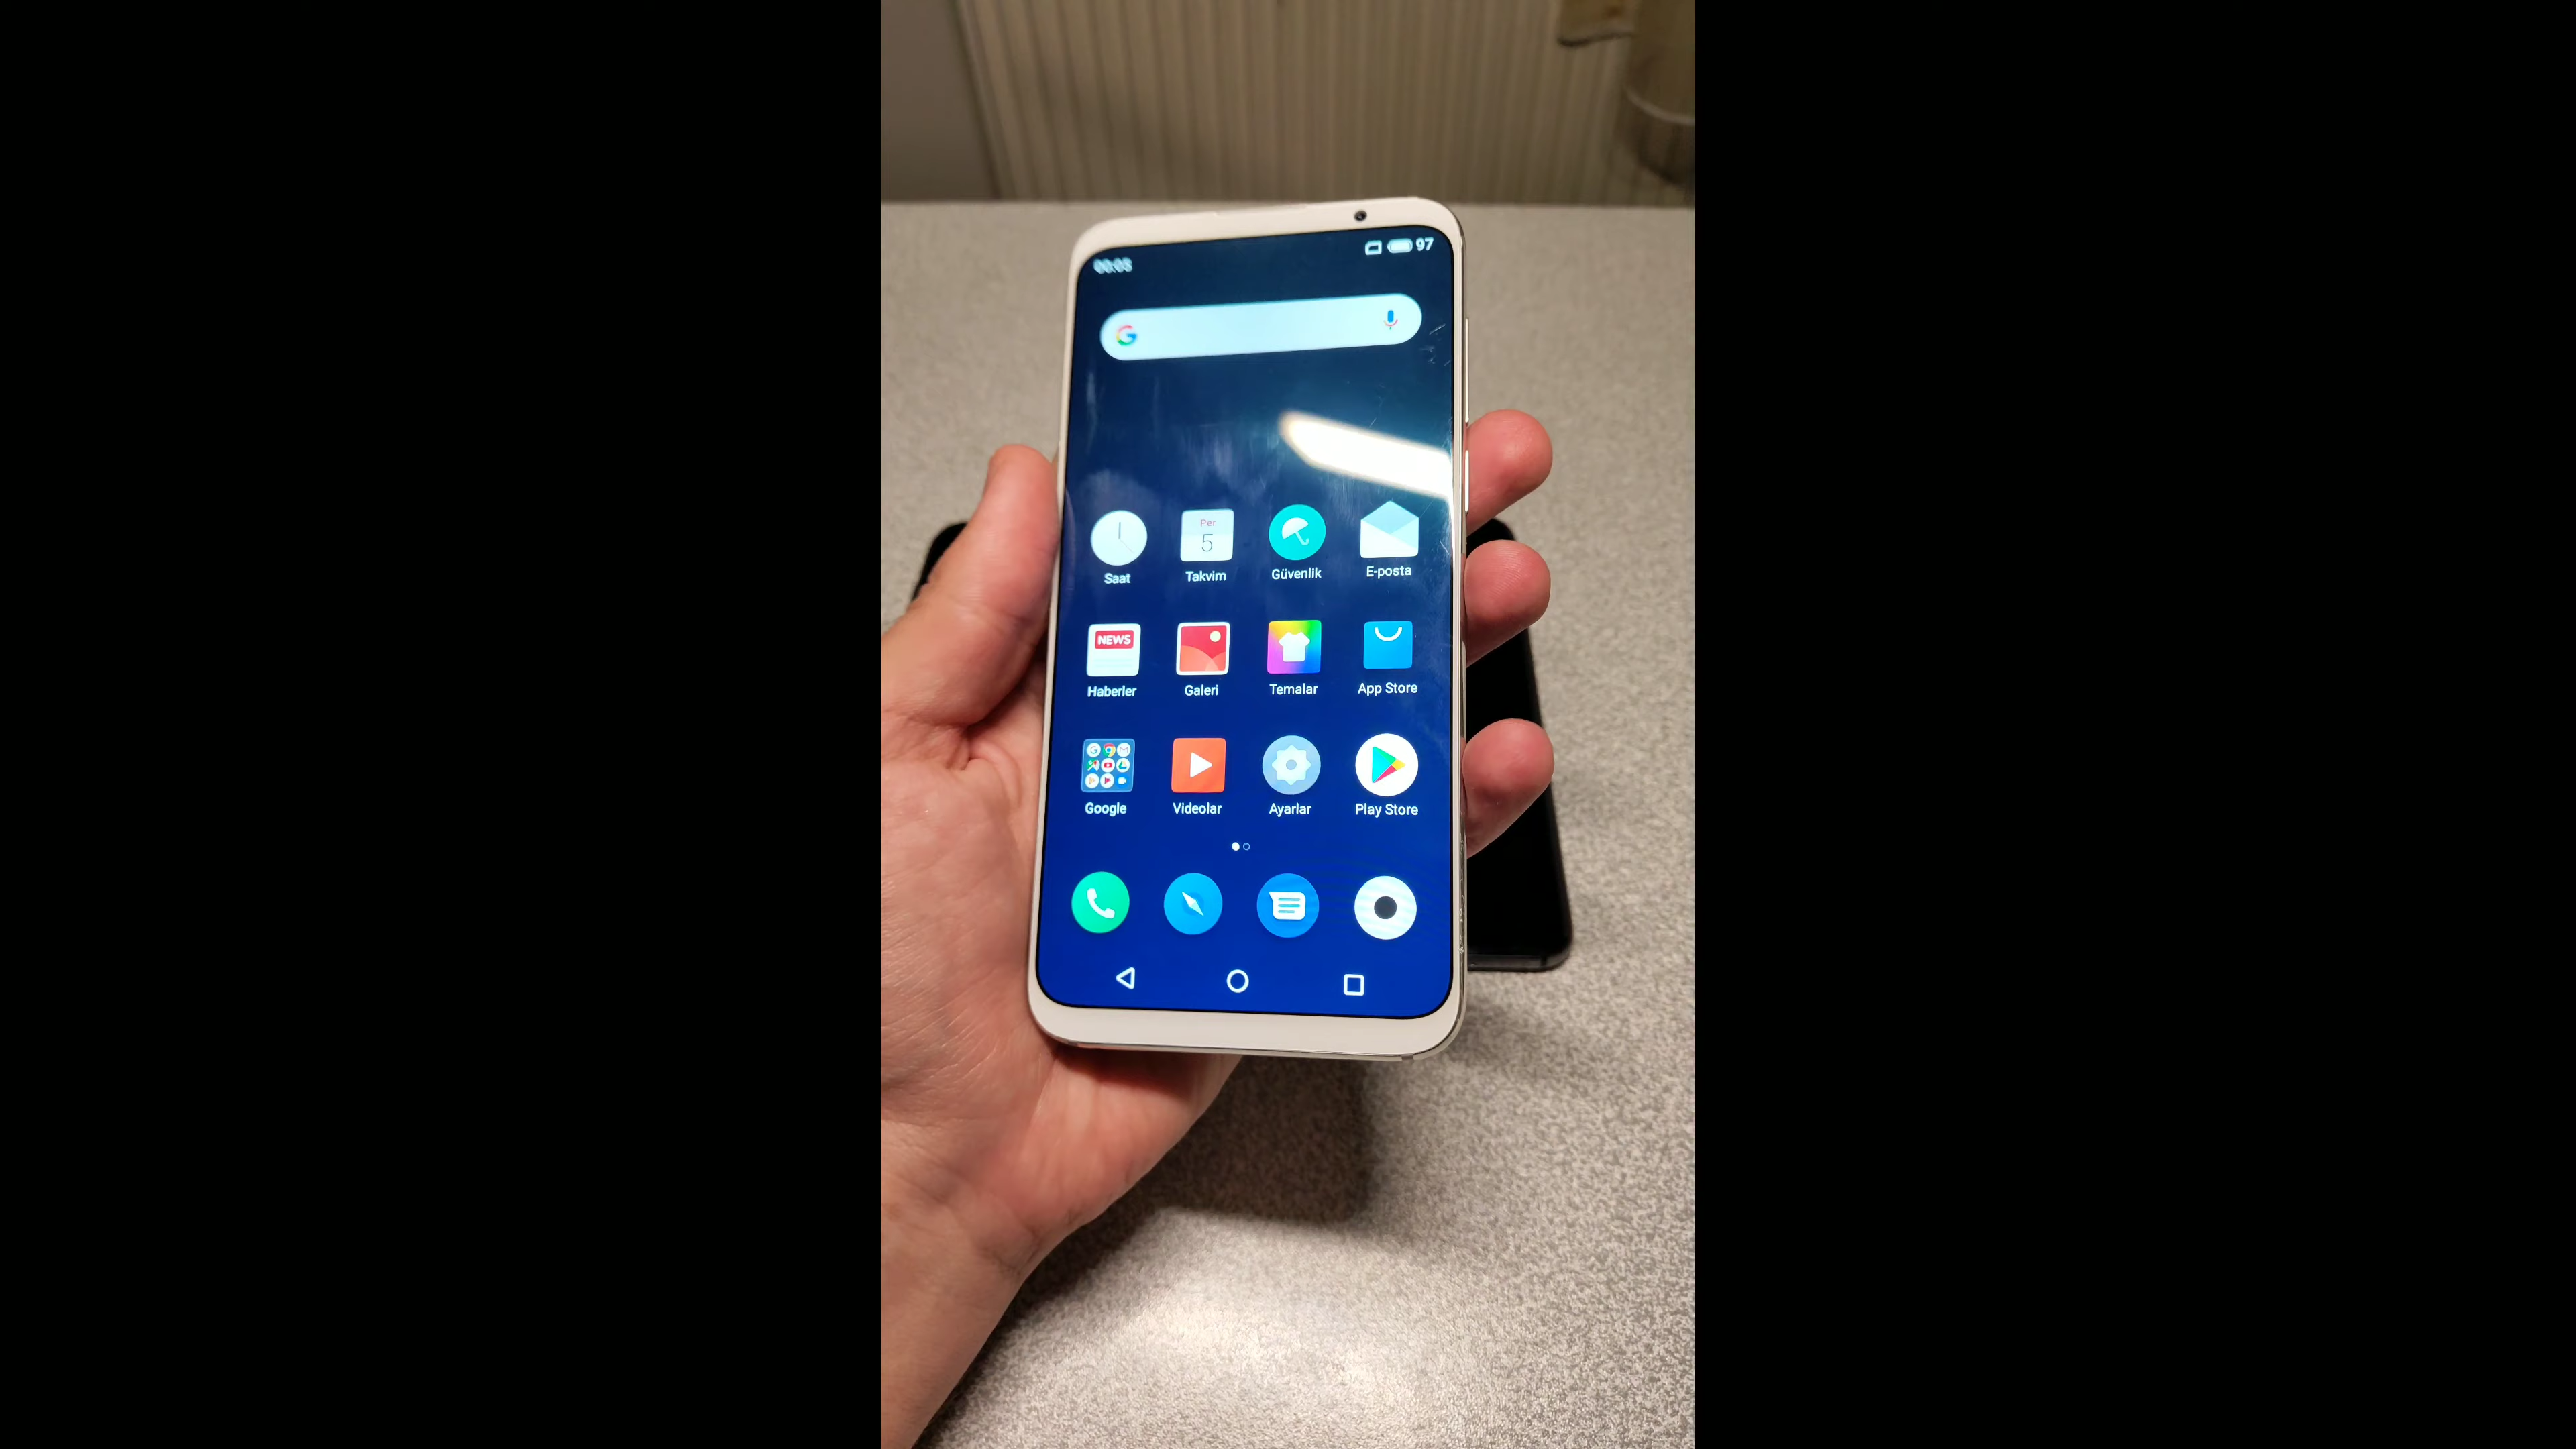 97
Per
5
Saat
Takvim
Güvenlik
E-posta
NEWS
Haberler
Galeri
Temalar
App Store
Google
Videolar
Ayarlar
Play Store